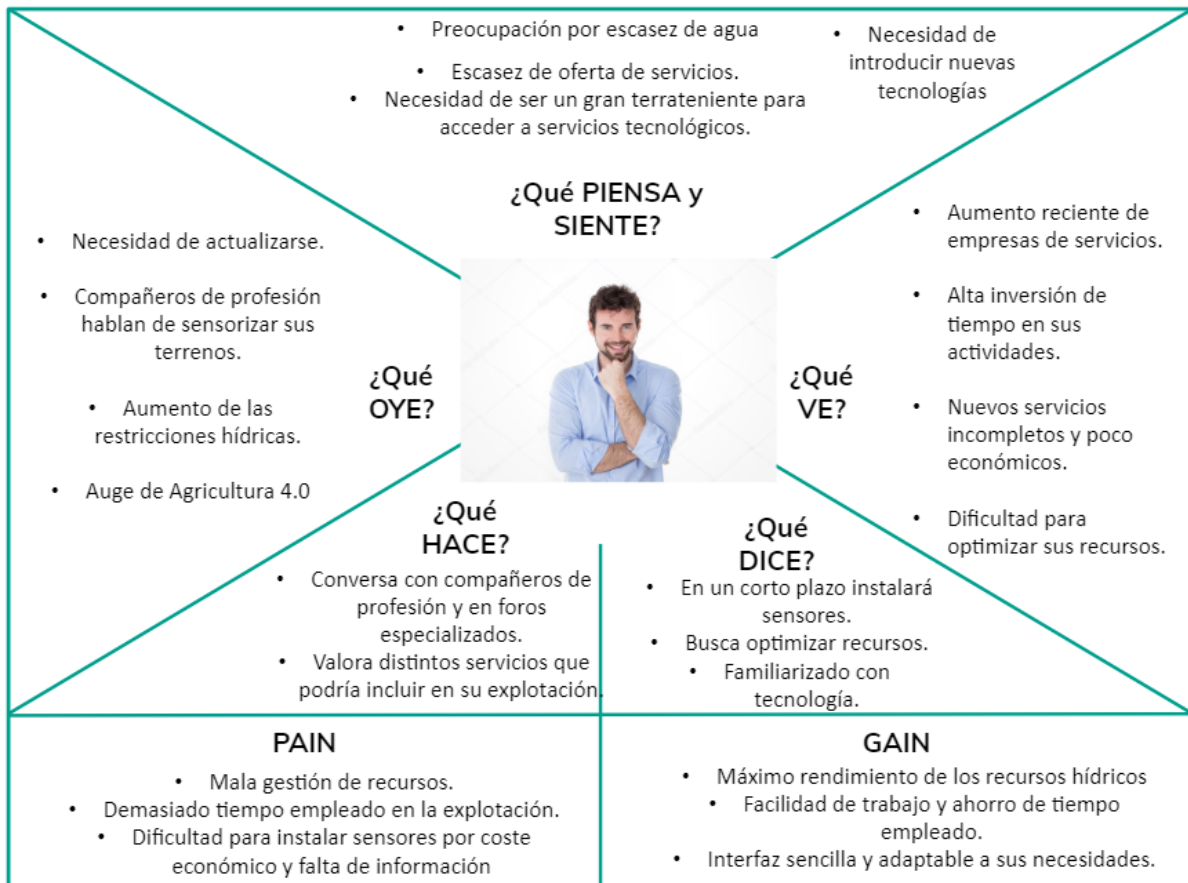 • Preocupación por escasez de agua
• Escasez de oferta de servicios.
• Necesidad de ser un gran terrateniente para
acceder a servicios tecnológicos.
• Necesidad de
introducir nuevas
tecnologías
¿Qué PIENSA y
SIENTE?
• Necesidad de actualizarse.
• Compañeros de profesión
hablan de sensorizar sus
terrenos.
• Aumento de las
restricciones hídricas.
• Auge de Agricultura 4.0
¿Qué
OYE?
¿Qué
VE?
• Aumento reciente de
empresas de servicios.
• Alta inversión de
tiempo en sus
actividades.
• Nuevos servicios
incompletos y poco
económicos.
• Dificultad para
optimizar sus recursos.
¿Qué
HACE?
• Conversa con compañeros de
profesión y en foros
especializados.
• Valora distintos servicios que
podría incluir en su explotación.
¿Qué
DICE?
• En un corto plazo instalará
sensores.
• Busca optimizar recursos.
• Familiarizado con
tecnología.
PAIN
• Mala gestión de recursos.
• Demasiado tiempo empleado en la explotación.
• Dificultad para instalar sensores por coste
económico y falta de información
GAIN
• Máximo rendimiento de los recursos hídricos
• Facilidad de trabajo y ahorro de tiempo
empleado.
• Interfaz sencilla y adaptable a sus necesidades.